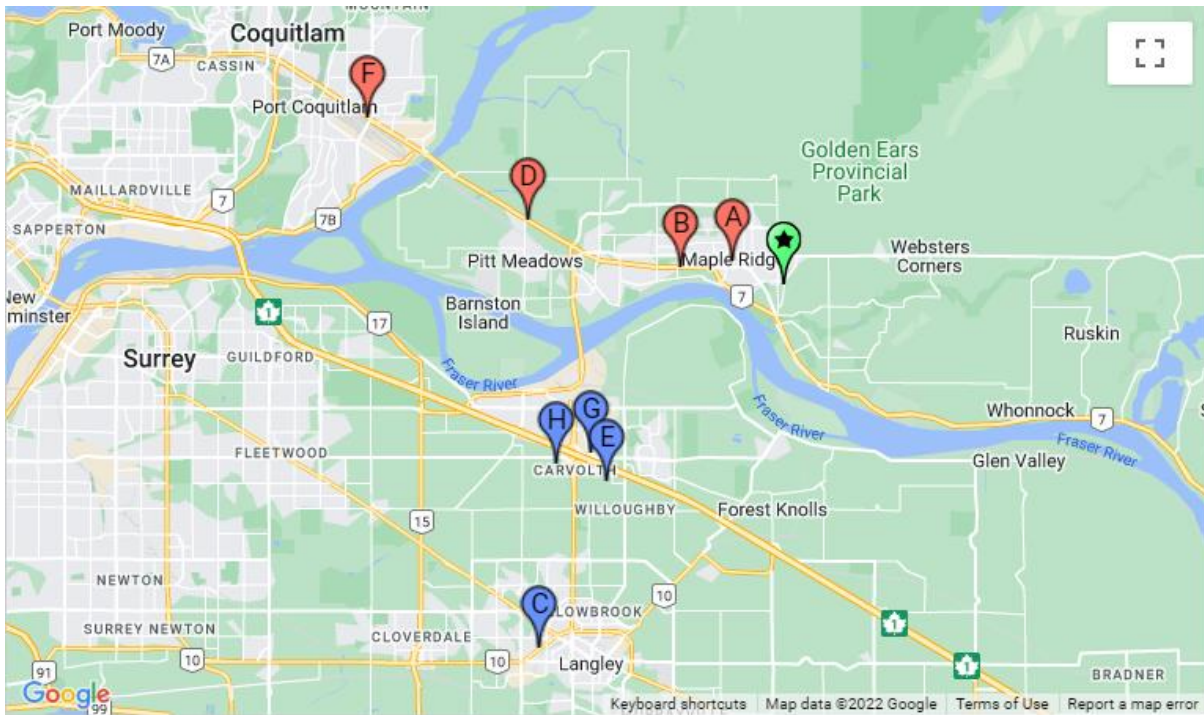 MOUNTAIN
Port Moody
Coquitlam
7A
CASSIN
F
Port Coquitlam
Golden Ears
Provincial
Park
D
MAILLARDVILLE
7
7B
B
A
SAPPERTON
Pitt Meadows
Maple Ridg
Websters
Corners
New
minster
1
Barnston
Island
7
17
Ruskin
Surrey
GUILDFORD
Fraser River
H
G
E
Fraser River
Whonnock
7
Fraser River
FLEETWOOD
CARVOLTH
Glen Valley
WILLOUGHBY
Forest Knolls
15
NEWTON
C
LOWBROOK
10
SURREY NEWTON
CLOVERDALE
1
10
10
Langley
1
91
BRADNER
Google
99
Keyboard shortcuts
Map data ©2022 Google
Terms of Use
Report a map error